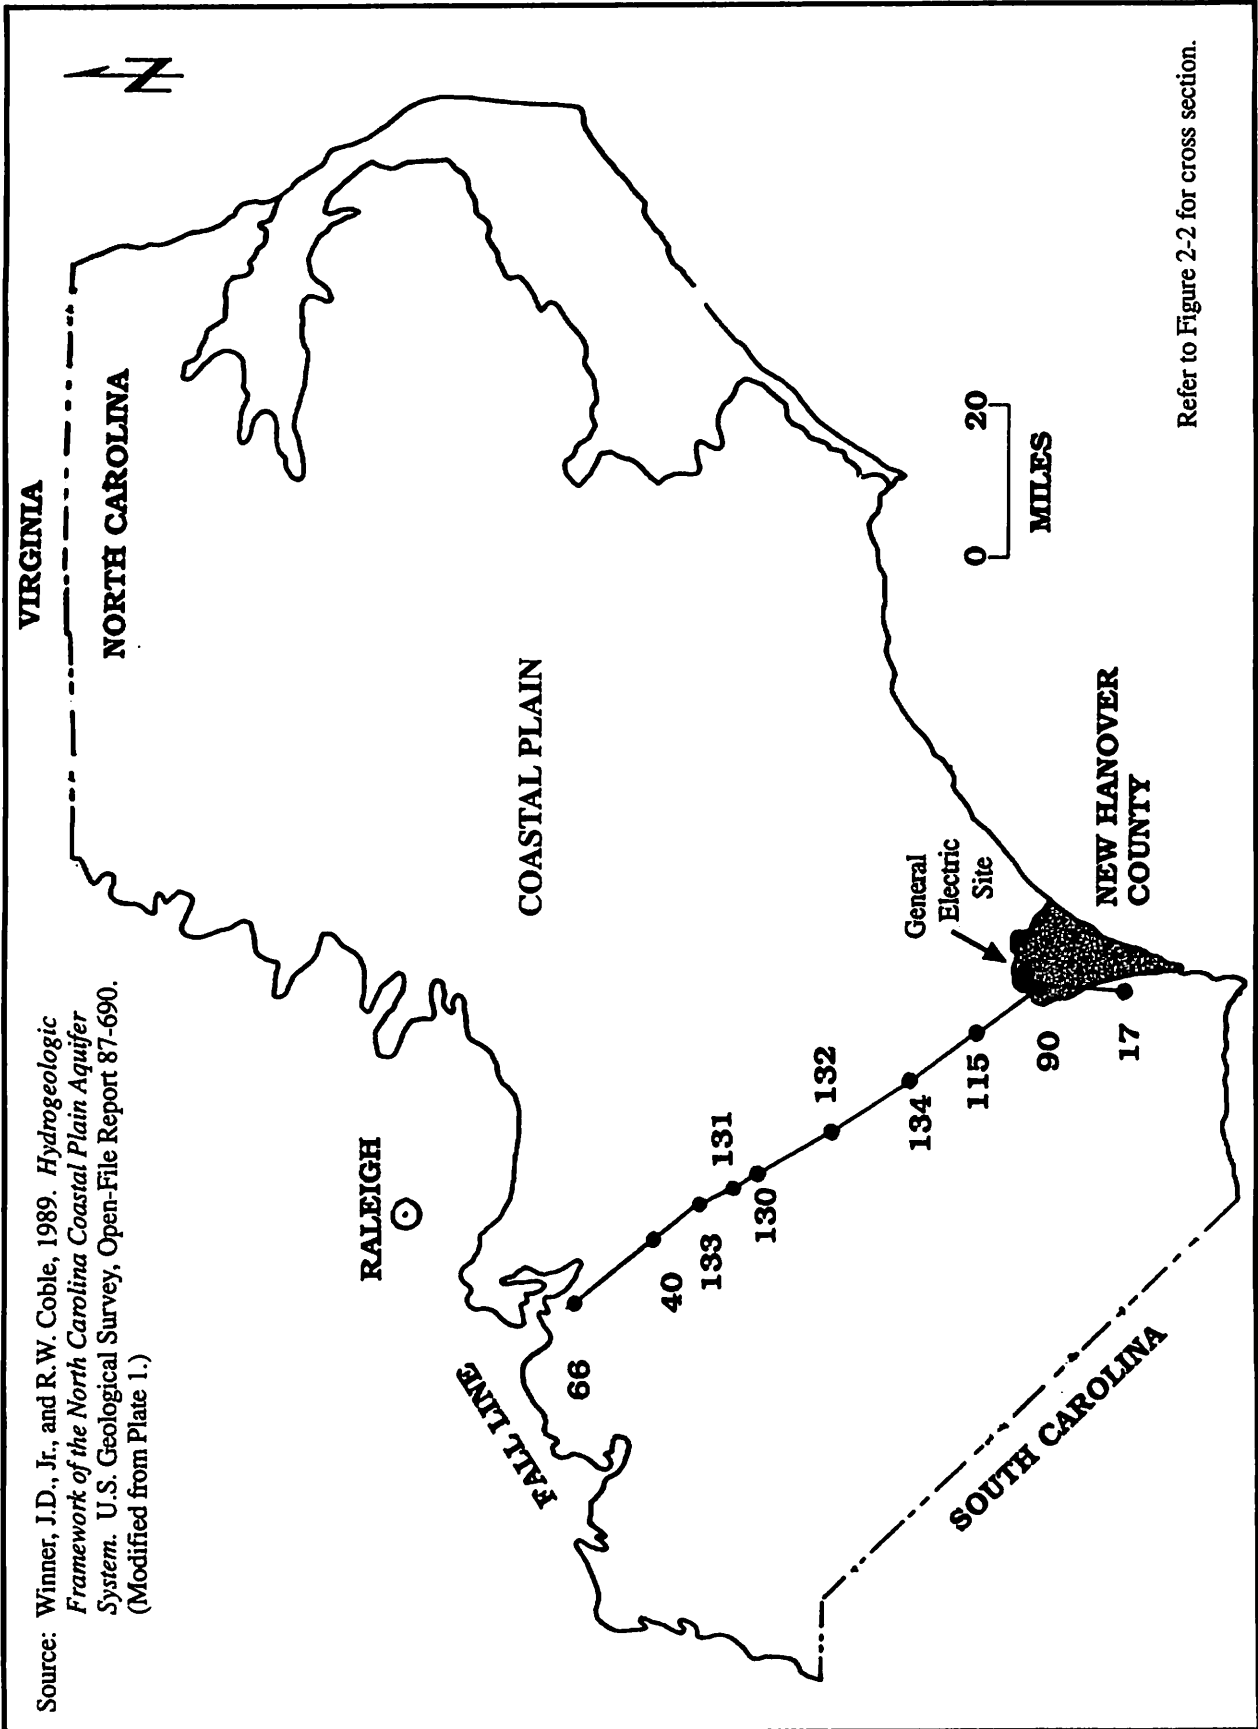 Source: Winner, J.D., Jr., and R.W. Coble, 1989. Hydrogeologic
Framework of the North Carolina Coastal Plain Aquifer
System. U.S. Geological Survey, Open-File Report 87-690.
(Modified from Plate 1.)
VIRGINIA
NORTH CAROLINA
N
RALEIGH
FALL LINE
COASTAL PLAIN
66
40
133
131
130
132
134
115
90
17
General
Electric
Site
NEW HANOVER
COUNTY
SOUTH CAROLINA
0 20
MILES
Refer to Figure 2-2 for cross section.